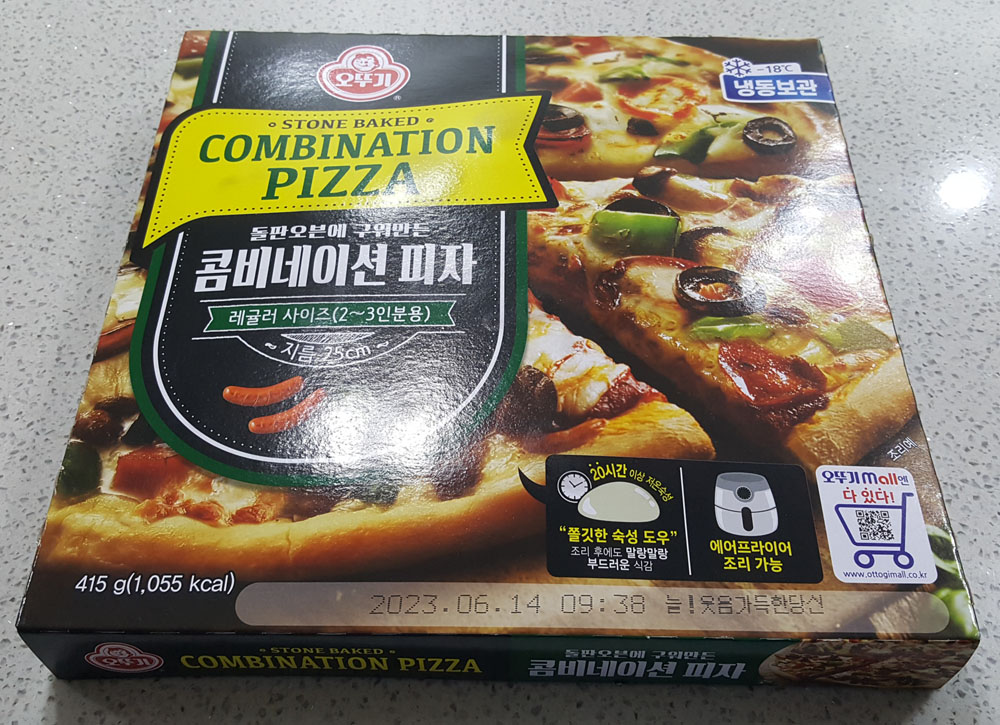 오뚜기
®
STONE BAKED
COMBINATION
PIZZA
돌판오븐에 구워만든
콤비네이션 피자
레귤러 사이즈(2~3인분용)
~ 지름 25cm ~
-18℃
냉동보관
조리예
20시간 이상 저온숙성
"쫄깃한 숙성 도우"
조리 후에도 말랑말랑
부드러운 식감
에어프라이어
조리 가능
오뚜기 mall에
다 있다!
www.ottogimall.co.kr
415 g(1,055 kcal)
2023.06.14 09:38 늘!웃음가득한당신
오뚜기
STONE BAKED
COMBINATION PIZZA
돌판오븐에 구워만든
콤비네이션 피자